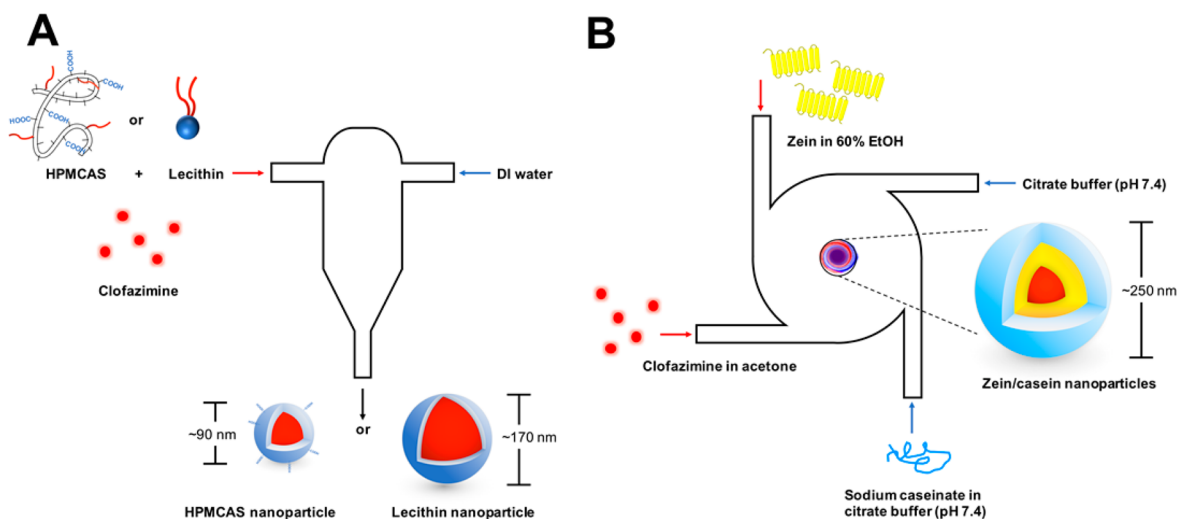 A
COOH
COOH
HOOC
COOH
COOH
or
HPMCAS
+
Lecithin
DI water
Clofazimine
~90 nm
or
~170 nm
HPMCAS nanoparticle
Lecithin nanoparticle
B
Zein in 60% EtOH
Citrate buffer (pH 7.4)
~250 nm
Clofazimine in acetone
Zein/casein nanoparticles
Sodium caseinate in
citrate buffer (pH 7.4)